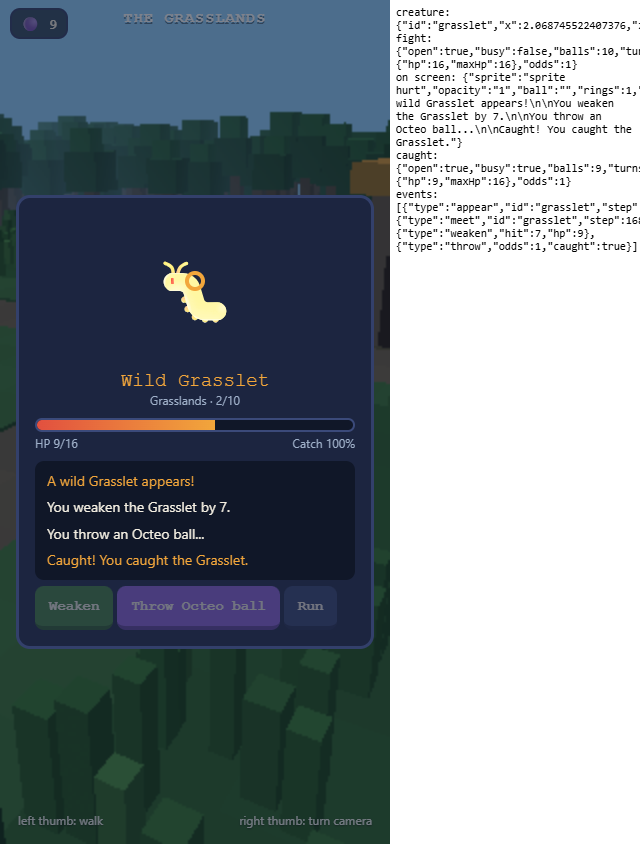 9
THE GRASSLANDS
Wild Grasslet
Grasslands · 2/10
HP 9/16
Catch 100%
A wild Grasslet appears!
You weaken the Grasslet by 7.
You throw an Octeo ball...
Caught! You caught the Grasslet.
Weaken
Throw Octeo ball
Run
left thumb: walk
right thumb: turn camera
creature:
{"id":"grasslet","x":2.068745522407376,"z
fight:
{"open":true,"busy":false,"balls":10,"turn
{"hp":16,"maxHp":16},"odds":1}
on screen: {"sprite":"sprite
hurt","opacity":"1","ball":"","rings":1,"
wild Grasslet appears!\n\nYou weaken
the Grasslet by 7.\n\nYou throw an
Octeo ball...\n\nCaught! You caught the
Grasslet."}
caught:
{"open":true,"busy":true,"balls":9,"turns
{"hp":9,"maxHp":16},"odds":1}
events:
[{"type":"appear","id":"grasslet","step"
{"type":"meet","id":"grasslet","step":168
{"type":"weaken","hit":7,"hp":9},
{"type":"throw","odds":1,"caught":true}]